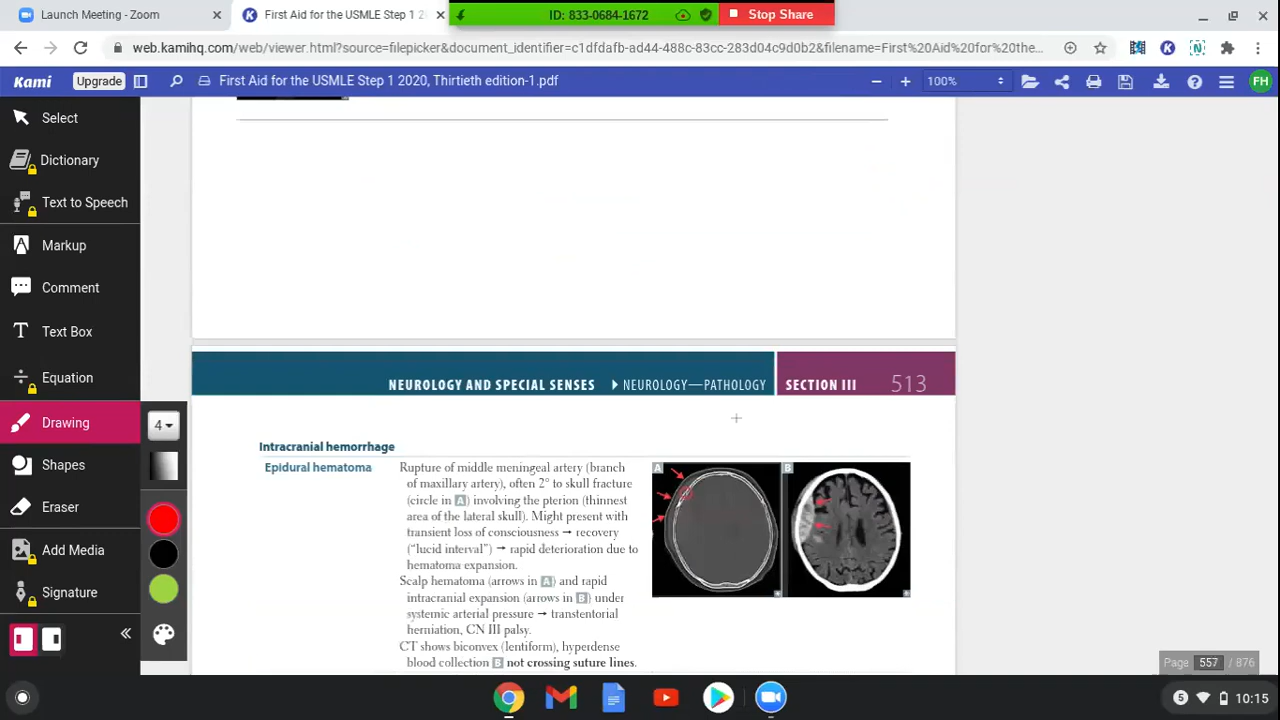 Launch Meeting - Zoom
First Aid for the USMLE Step 1 20
ID: 833-0684-1672
Stop Share
web.kamihq.com/web/viewer.html?source=filepicker&document_identifier=c1dfdafb-ad44-488c-83cc-283d04c9d0b2&filename=First%20Aid%20for%20the...
Kami
Upgrade
First Aid for the USMLE Step 1 2020, Thirtieth edition-1.pdf
100%
FH
Select
Dictionary
Text to Speech
Markup
Comment
Text Box
Equation
Drawing
4
Shapes
Eraser
Add Media
Signature
NEUROLOGY AND SPECIAL SENSES NEUROLOGY—PATHOLOGY SECTION III 513
Intracranial hemorrhage
Epidural hematoma
Rupture of middle meningeal artery (branch
of maxillary artery), often 2° to skull fracture
(circle in A) involving the pterion (thinnest
area of the lateral skull). Might present with
transient loss of consciousness → recovery
("lucid interval") → rapid deterioration due to
hematoma expansion.
Scalp hematoma (arrows in A) and rapid
intracranial expansion (arrows in B) under
systemic arterial pressure → transtentorial
herniation, CN III palsy.
CT shows biconvex (lentiform), hyperdense
blood collection B not crossing suture lines.
A
B
Page 557 / 876
5
10:15